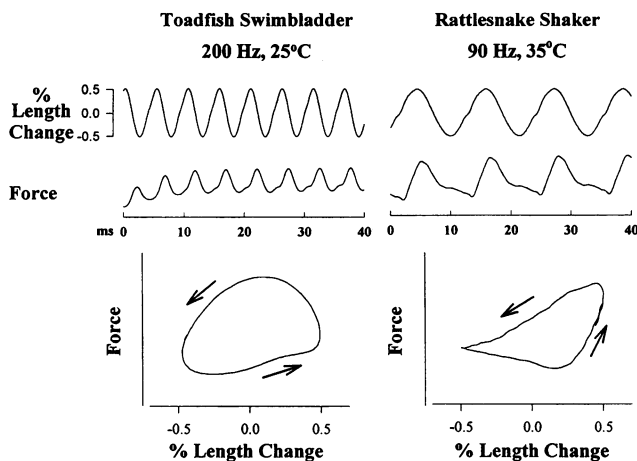 Toadfish Swimbladder
200 Hz, 25°C
Rattlesnake Shaker
90 Hz, 35°C
%
Length
Change
0.5
0.0
-0.5
Force
ms
0 10 20 30 40
0 10 20 30 40
Force
-0.5 0.0 0.5
% Length Change
Force
-0.5 0.0 0.5
% Length Change